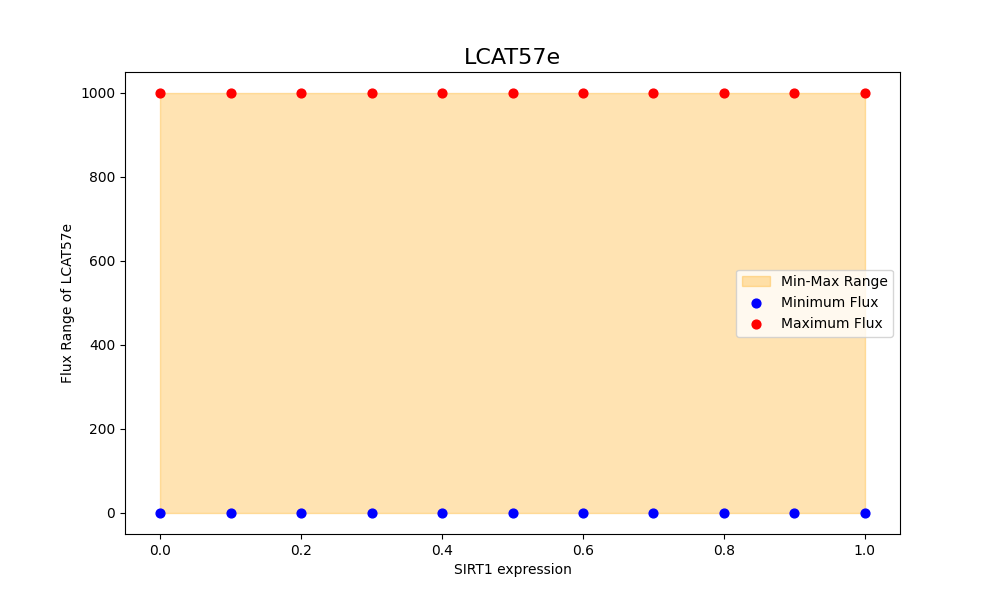 LCAT57e
Flux Range of LCAT57e
1000
800
600
400
200
0
Min-Max Range
Minimum Flux
Maximum Flux
0.0 0.2 0.4 0.6 0.8 1.0
SIRT1 expression